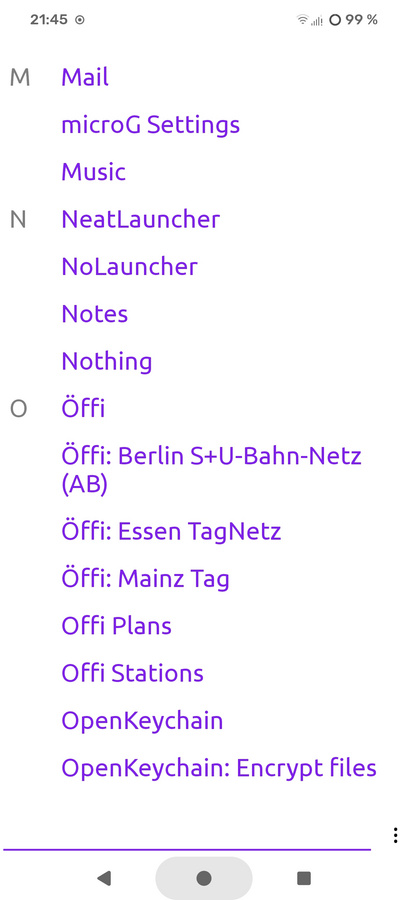 21:45 99 %
M Mail
microG Settings
Music
N NeatLauncher
NoLauncher
Notes
Nothing
O Öffi
Öffi: Berlin S+U-Bahn-Netz
(AB)
Öffi: Essen TagNetz
Öffi: Mainz Tag
Offi Plans
Offi Stations
OpenKeychain
OpenKeychain: Encrypt files